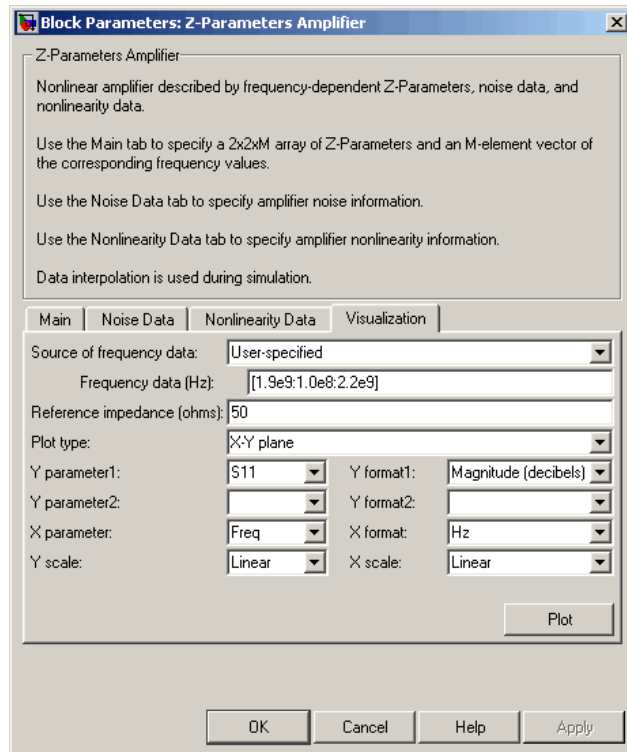 Block Parameters: Z-Parameters Amplifier
Z-Parameters Amplifier
Nonlinear amplifier described by frequency-dependent Z-Parameters, noise data, and
nonlinearity data.
Use the Main tab to specify a 2x2xM array of Z-Parameters and an M-element vector of
the corresponding frequency values.
Use the Noise Data tab to specify amplifier noise information.
Use the Nonlinearity Data tab to specify amplifier nonlinearity information.
Data interpolation is used during simulation.
Main Noise Data Nonlinearity Data Visualization
Source of frequency data: User-specified
Frequency data (Hz): [1.9e9:1.0e8:2.2e9]
Reference impedance (ohms): 50
Plot type: X-Y plane
Y parameter1: S11 Y format1: Magnitude (decibels)
Y parameter2: Y format2:
X parameter: Freq X format: Hz
Y scale: Linear X scale: Linear
Plot
OK Cancel Help Apply